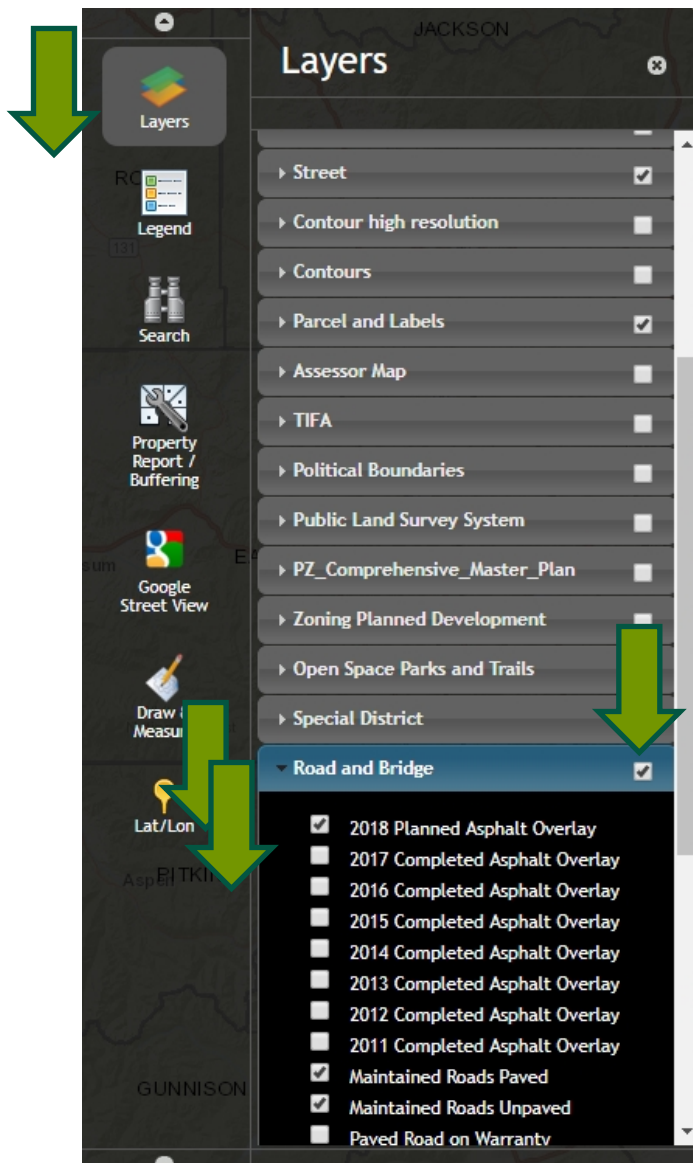 JACKSON
Layers
Layers
Legend
131
Search
Property
Report /
Buffering
Google
Street View
Draw &
Lat/Lon
GUNNISON
Street
Contour high resolution
Contours
Parcel and Labels
Assessor Map
TIFA
Political Boundaries
Public Land Survey System
PZ_Comprehensive_Master_Plan
Zoning Planned Development
Open Space Parks and Trails
Special District
Road and Bridge
2018 Planned Asphalt Overlay
2017 Completed Asphalt Overlay
2016 Completed Asphalt Overlay
2015 Completed Asphalt Overlay
2014 Completed Asphalt Overlay
2013 Completed Asphalt Overlay
2012 Completed Asphalt Overlay
2011 Completed Asphalt Overlay
Maintained Roads Paved
Maintained Roads Unpaved
Paved Road on Warranty